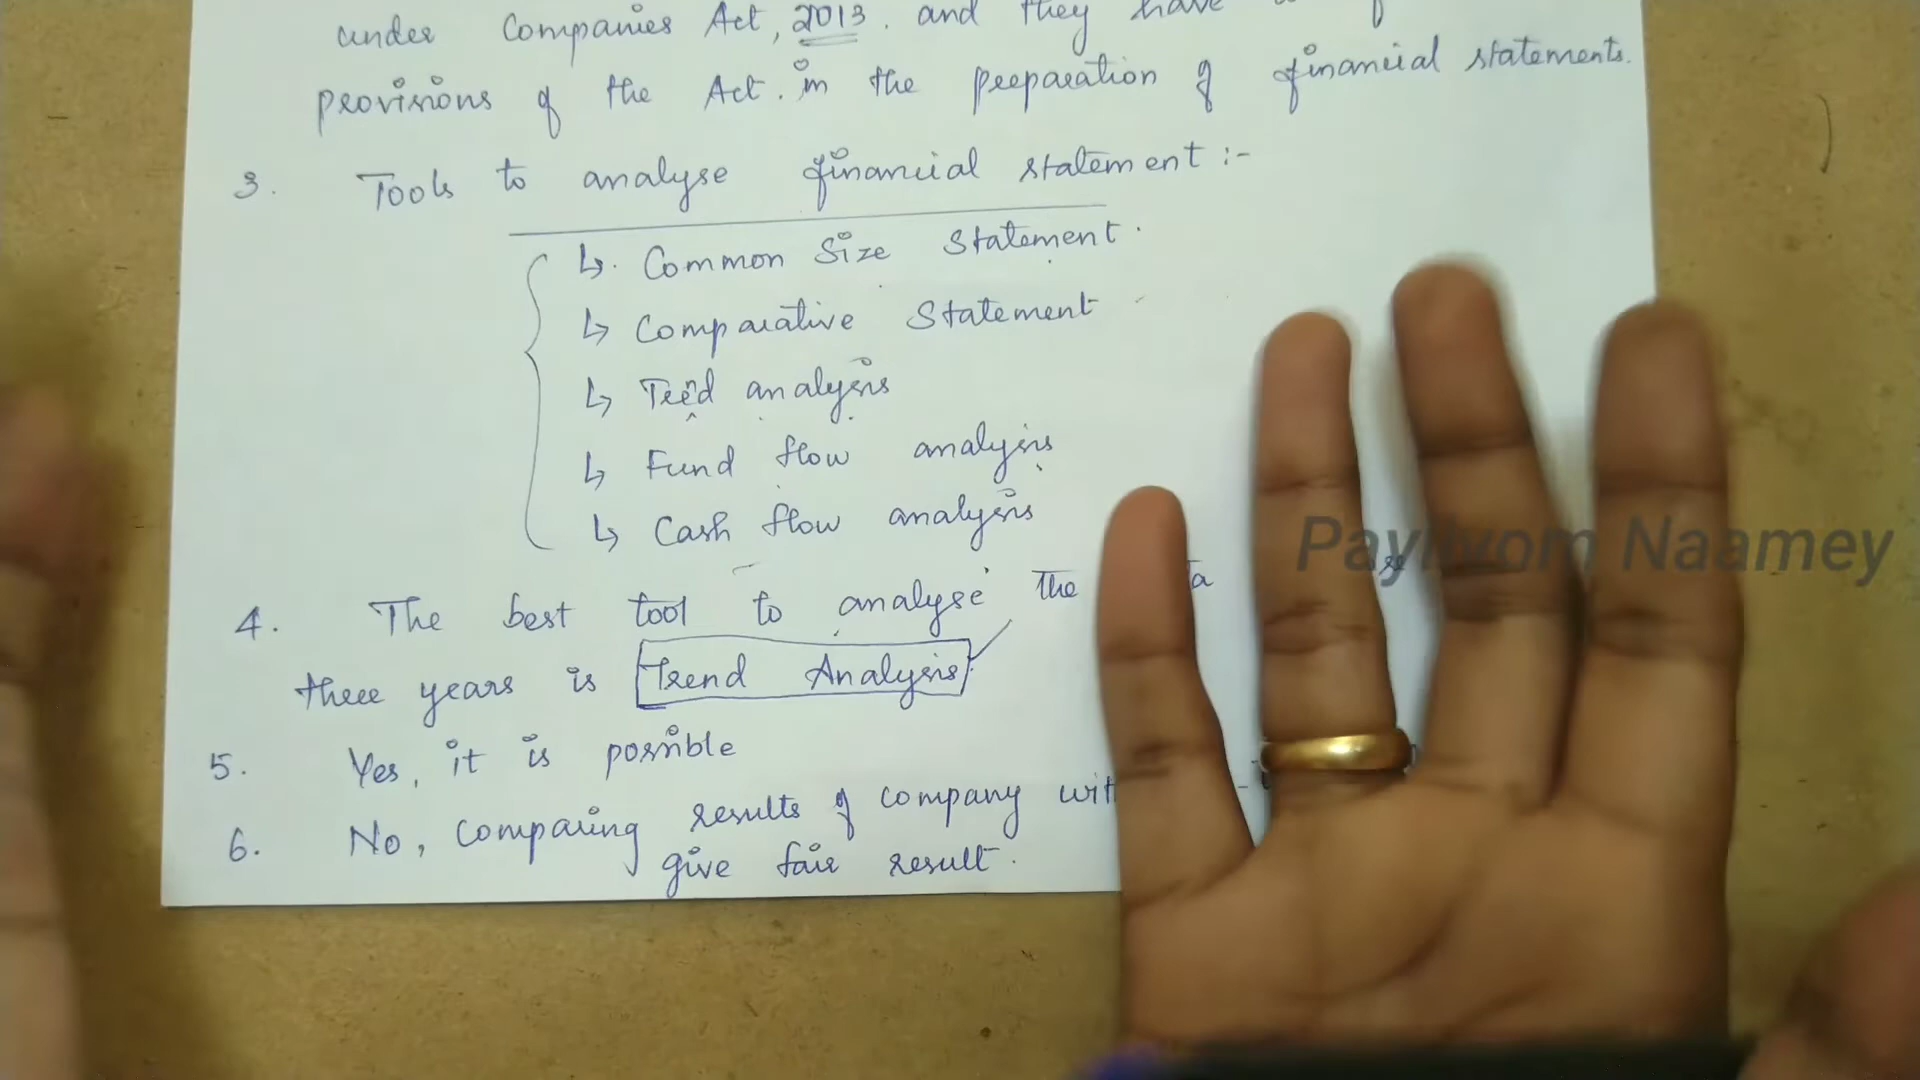 under Companies Act, 2013. and they have
provisions of the Act. in the preparation of financial statements.
3. Tools to analyse financial statement :-
↳. Common Size Statement.
↳ Comparative Statement
↳ Trend analysis
↳ Fund flow analysis
↳ Cash flow analysis
4. The best tool to analyse the
three years is Trend Analysis.
5. Yes, it is possible
6. No, comparing results of company
give fair result.
Payilvom Naamey